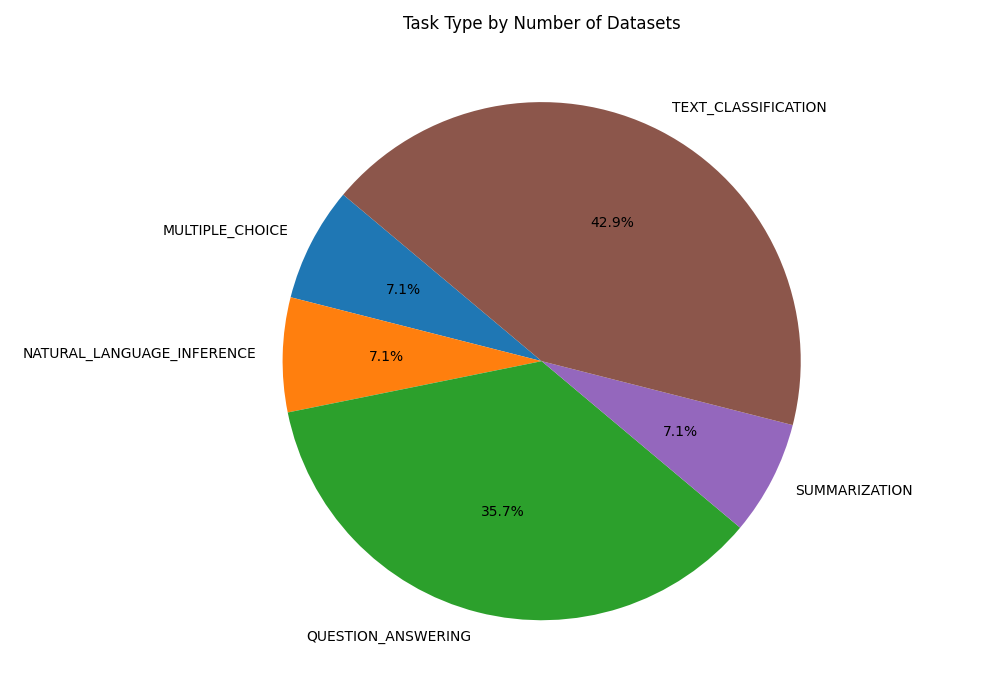 Task Type by Number of Datasets
TEXT_CLASSIFICATION
42.9%
MULTIPLE_CHOICE
7.1%
NATURAL_LANGUAGE_INFERENCE
7.1%
SUMMARIZATION
7.1%
QUESTION_ANSWERING
35.7%